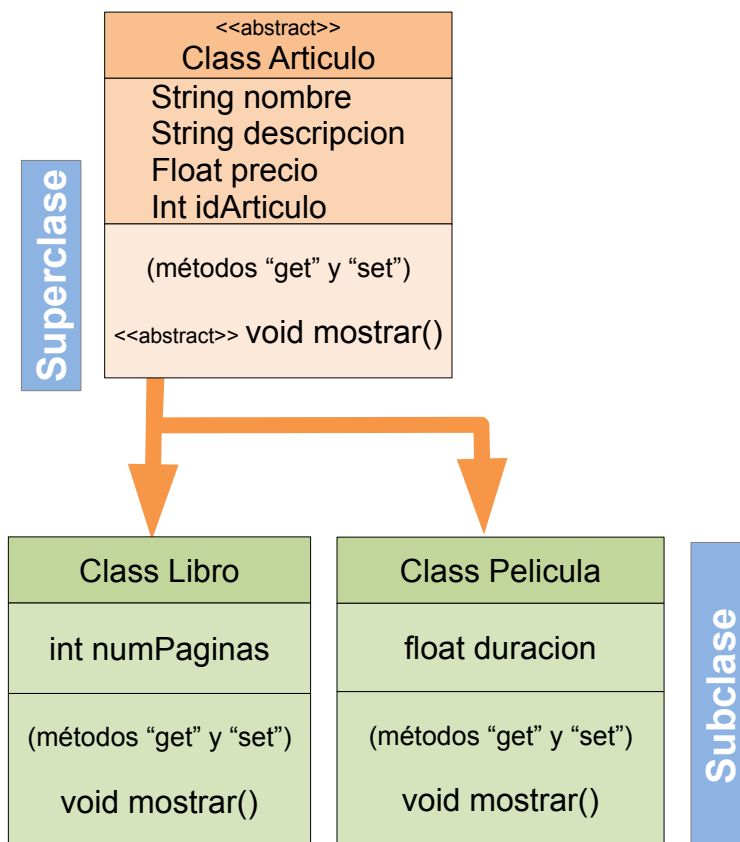 <<abstract>>
Class Articulo
String nombre
String descripcion
Float precio
Int idArticulo
(métodos “get” y “set”)
<<abstract>> void mostrar()
Superclase
Class Libro
int numPaginas
(métodos “get” y “set”)
void mostrar()
Class Pelicula
float duracion
(métodos “get” y “set”)
void mostrar()
Subclase